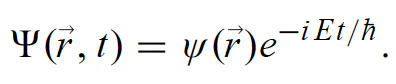 Ψ(r⃗, t) = ψ(r⃗)e^{−iEt/ℏ}.